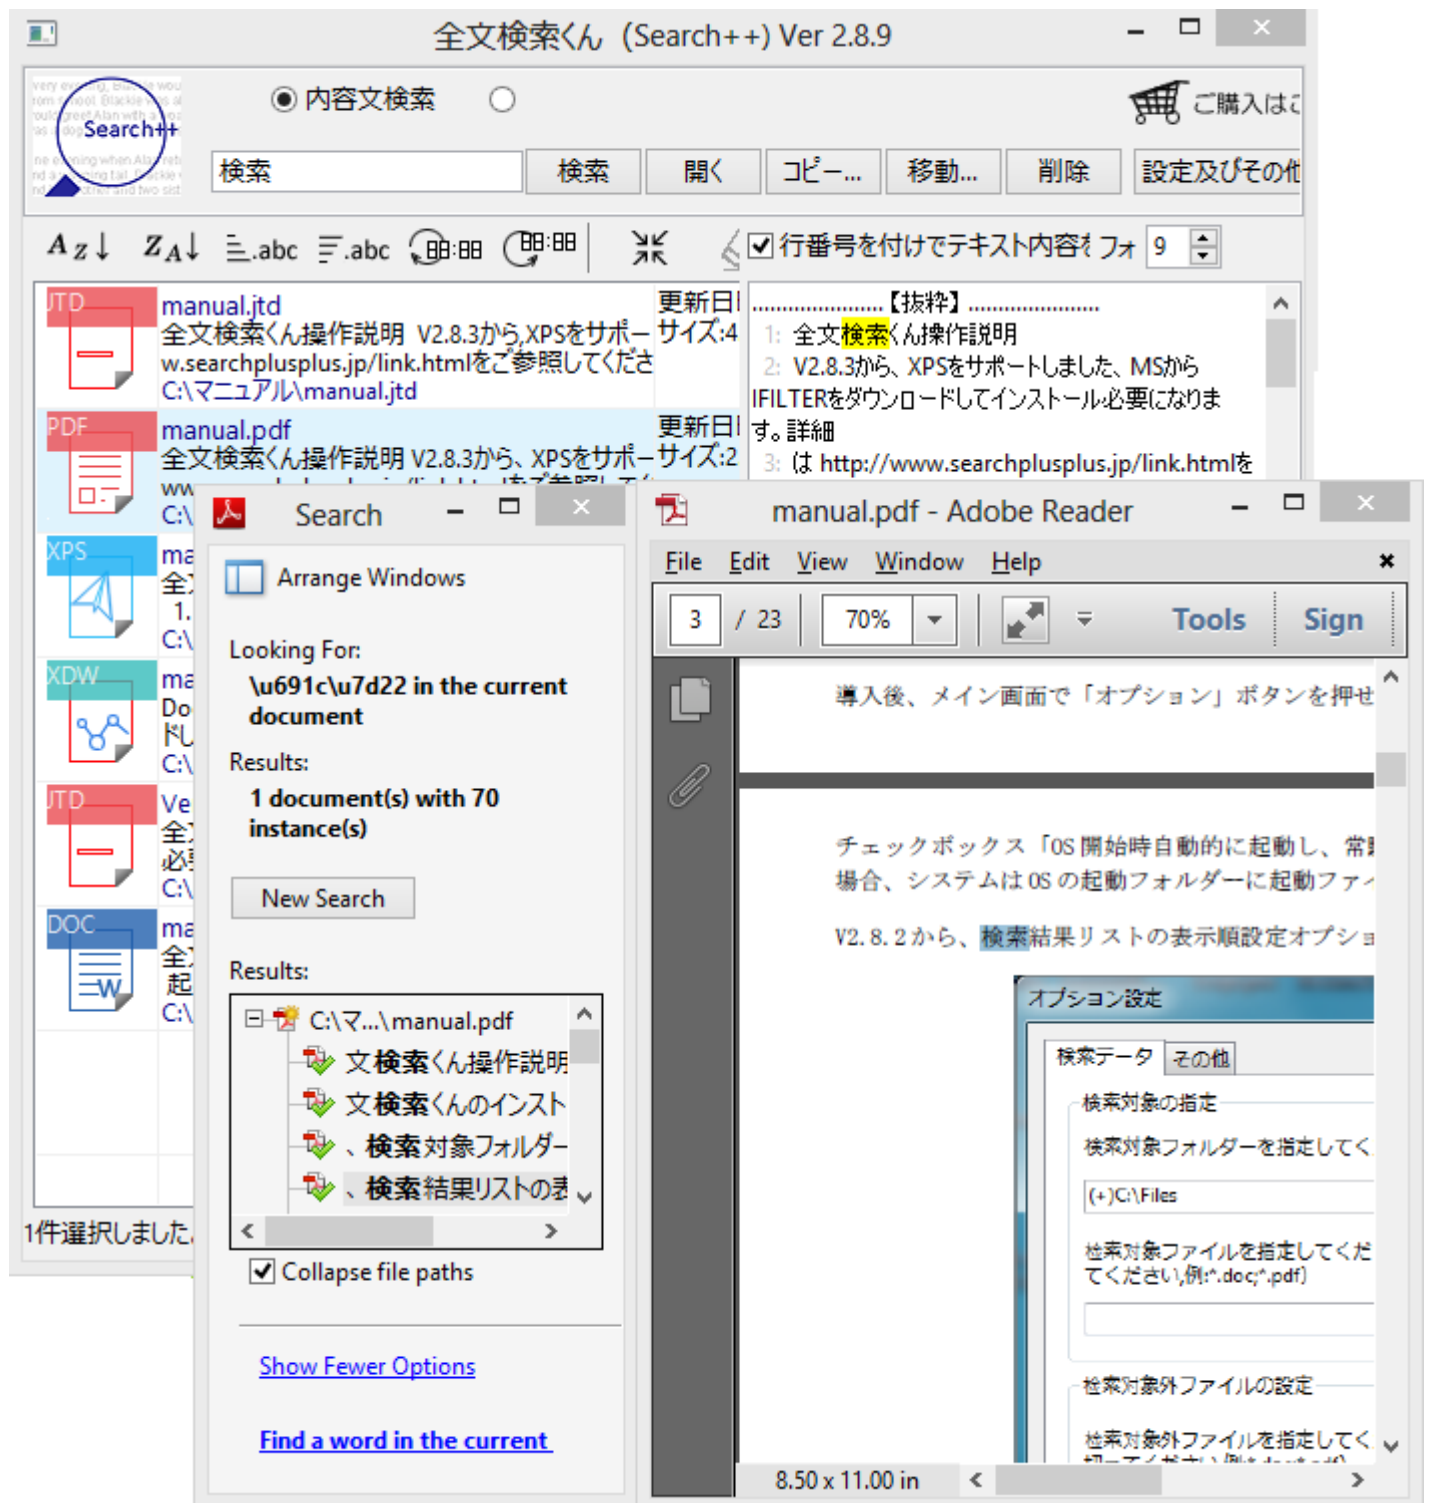 全文検索くん (Search++) Ver 2.8.9
Search++
内容文検索
ご購入はこ
検索
検索
開く
コピー...
移動...
削除
設定及びその他
AZ↓ ZA↓ .abc .abc
行番号を付けてテキスト内容を
フォ
9
JTD
manual.jtd
全文検索くん操作説明 V2.8.3から,XPSをサポー
w.searchplusplus.jp/link.htmlをご参照してくださ
C:\マニュアル\manual.jtd
更新日
サイズ:4
PDF
manual.pdf
全文検索くん操作説明 V2.8.3から、XPSをサポー
C:\
更新日
サイズ:2
XPS
ma
1.
C:\
XDW
ma
Do
ドし
C:\
JTD
Ve
C:\
DOC
ma
起
C:\
1件選択しました
......................【抜粋】......................
1: 全文検索くん操作説明
2: V2.8.3から、XPSをサポートしました、MSから
IFILTERをダウンロードしてインストール必要になりま
す。詳細
3: は http://www.searchplusplus.jp/link.htmlを
Search
Arrange Windows
Looking For:
\u691c\u7d22 in the current
document
Results:
1 document(s) with 70
instance(s)
New Search
Results:
C:\マ...\manual.pdf
文検索くん操作説明
文検索くんのインスト
、検索対象フォルダー
、検索結果リストの表
Collapse file paths
Show Fewer Options
Find a word in the current
manual.pdf - Adobe Reader
File Edit View Window Help
3 / 23
70%
Tools
Sign
導入後、メイン画面で「オプション」ボタンを押せ
チェックボックス「OS開始時自動的に起動し、常
場合、システムはOSの起動フォルダーに起動ファイ
V2.8.2から、検索結果リストの表示順設定オプショ
オプション設定
検索データ
その他
検索対象の指定
検索対象フォルダーを指定してく
(+)C:\Files
検索対象ファイルを指定してくだ
てください,例:*.doc;*.pdf)
検索対象外ファイルの設定
検索対象外ファイルを指定してく
8.50 x 11.00 in